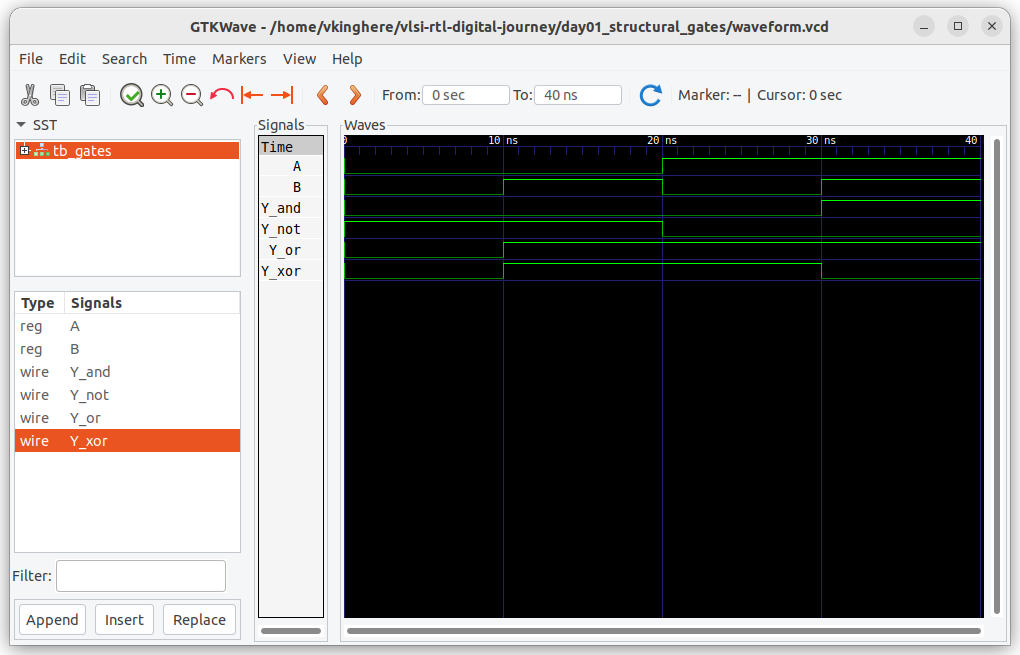 GTKWave - /home/vkinghere/vlsi-rtl-digital-journey/day01_structural_gates/waveform.vcd
File Edit Search Time Markers View Help
From: 0 sec To: 40 ns Marker: -- | Cursor: 0 sec
SST
tb_gates
Type Signals
reg A
reg B
wire Y_and
wire Y_not
wire Y_or
wire Y_xor
Filter:
Append Insert Replace
Signals
Time
A
B
Y_and
Y_not
Y_or
Y_xor
Waves
0 10 ns 20 ns 30 ns 40